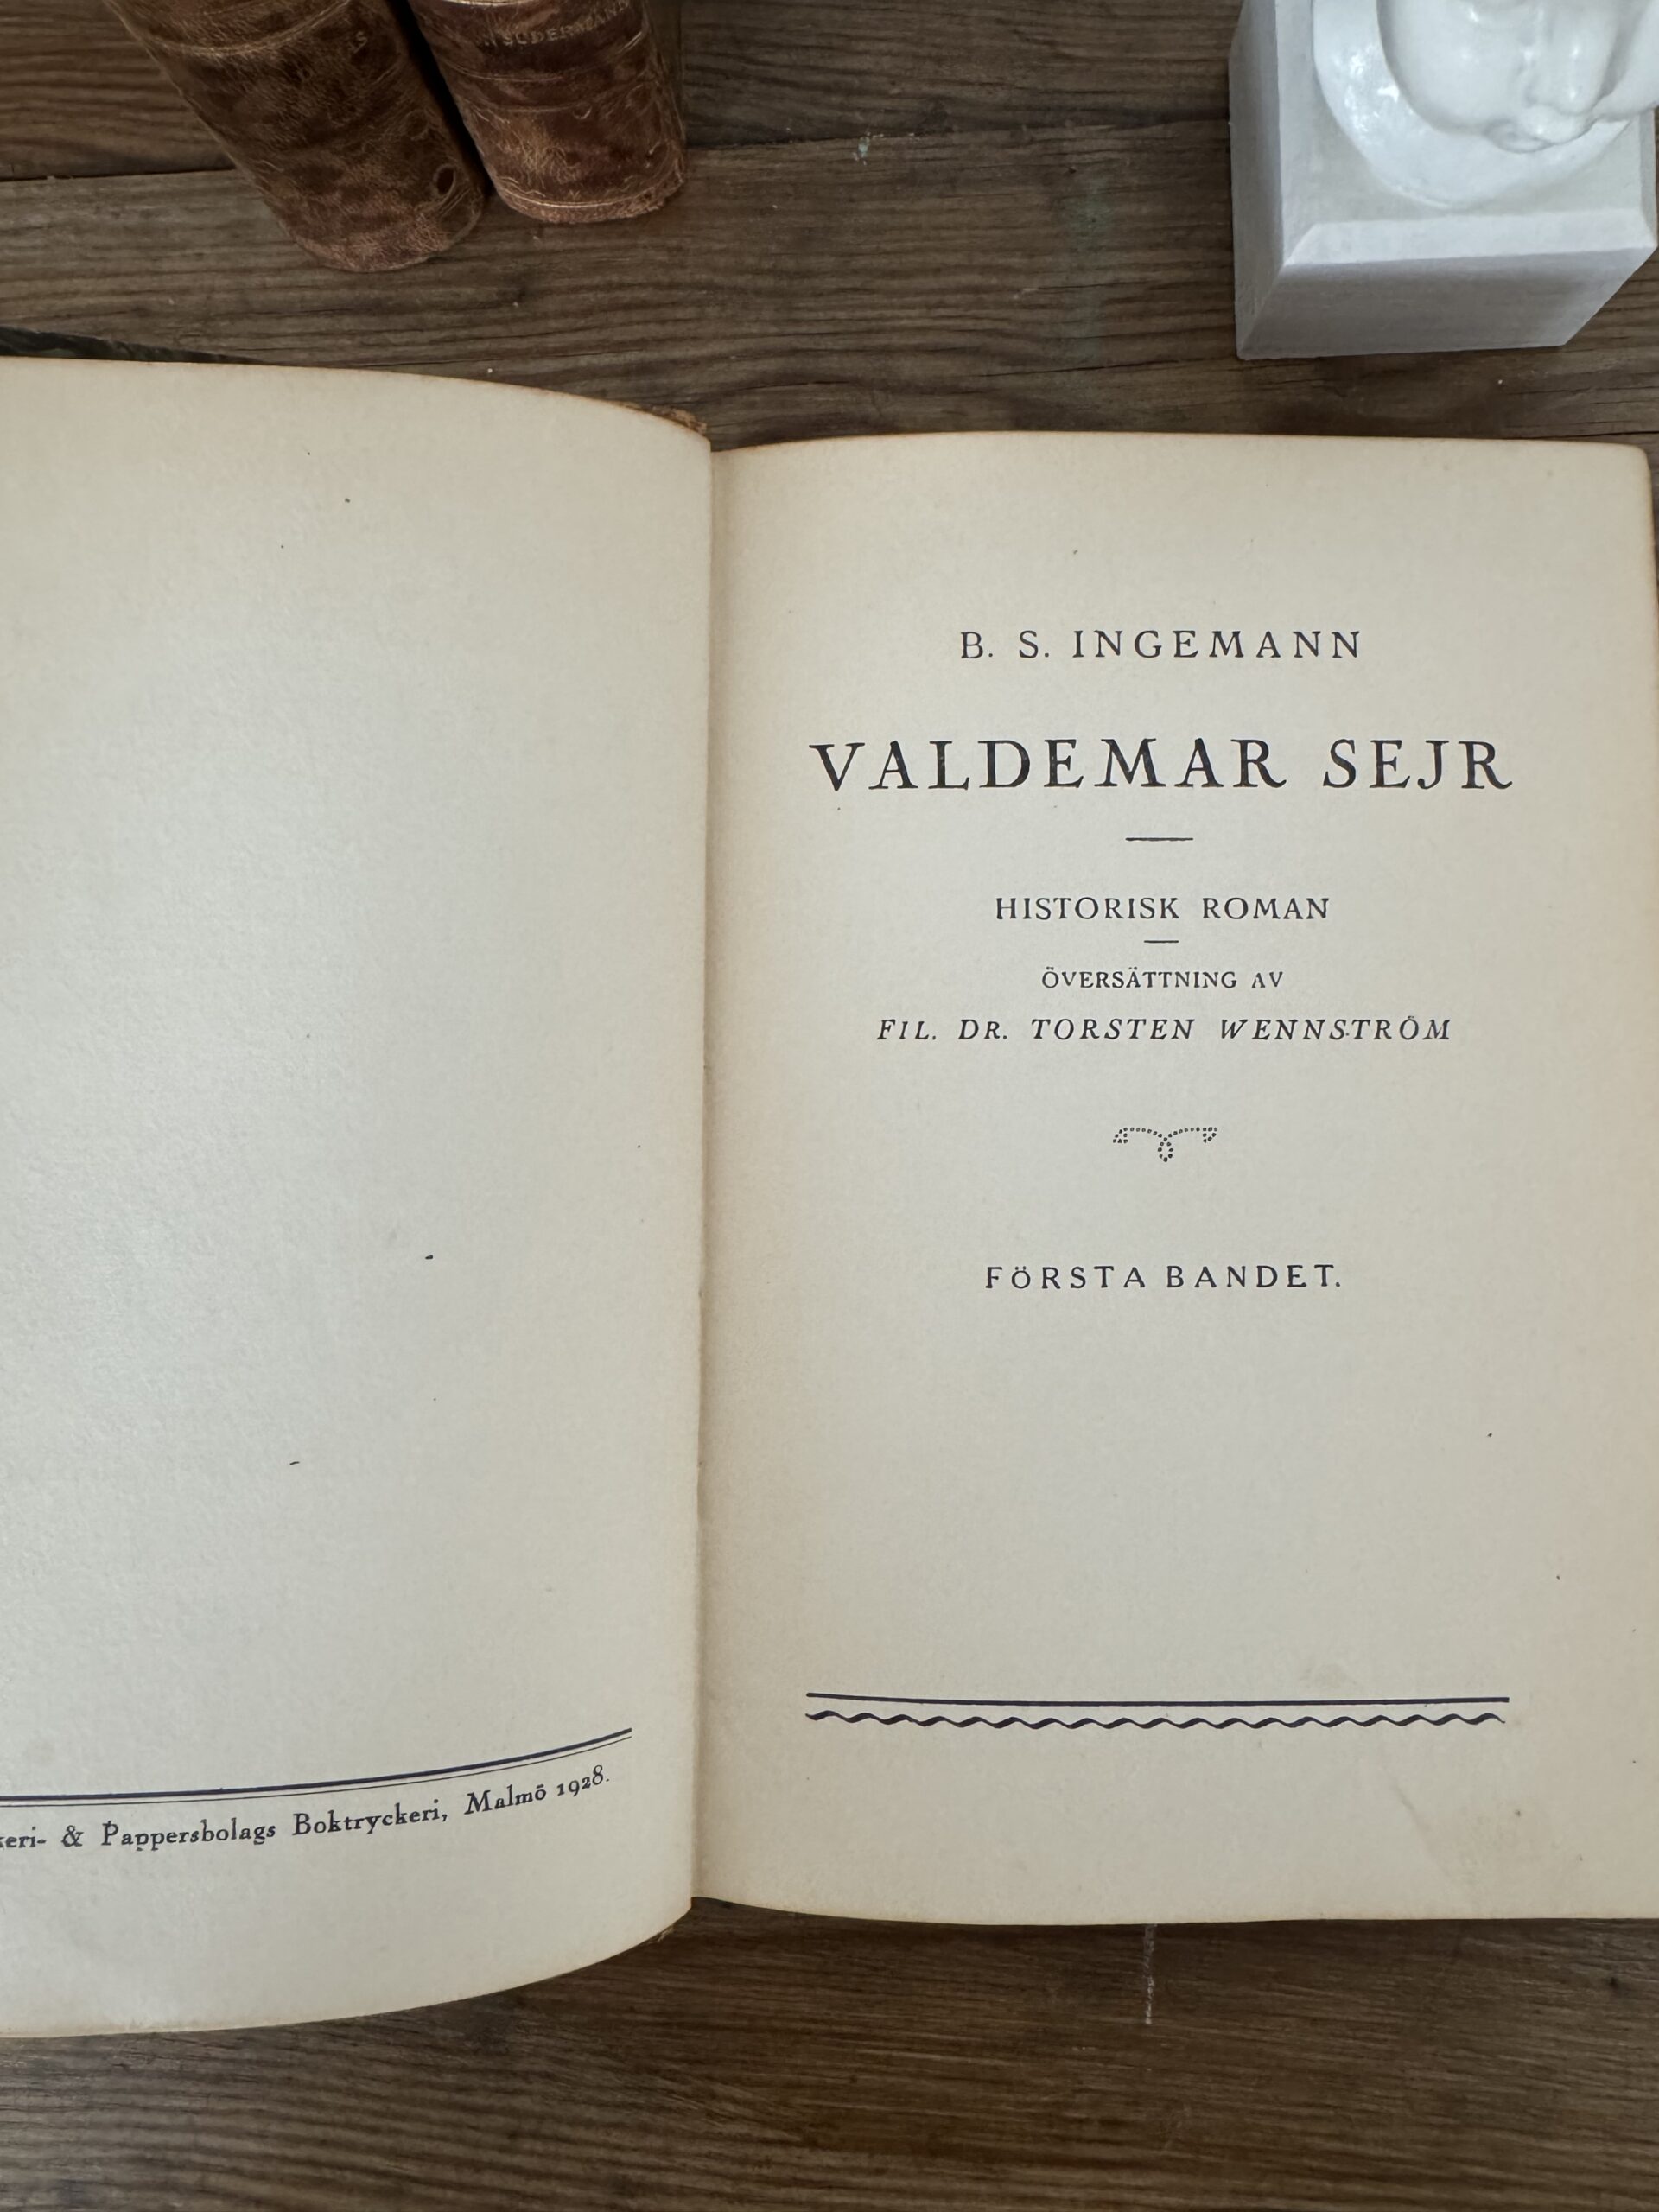 B. S. INGEMANN
VALDEMAR SEJR
HISTORISK ROMAN
ÖVERSÄTTNING AV
FIL. DR. TORSTEN WENNSTRÖM
FÖRSTA BANDET.
& Pappersbolags Boktryckeri, Malmö 1928.